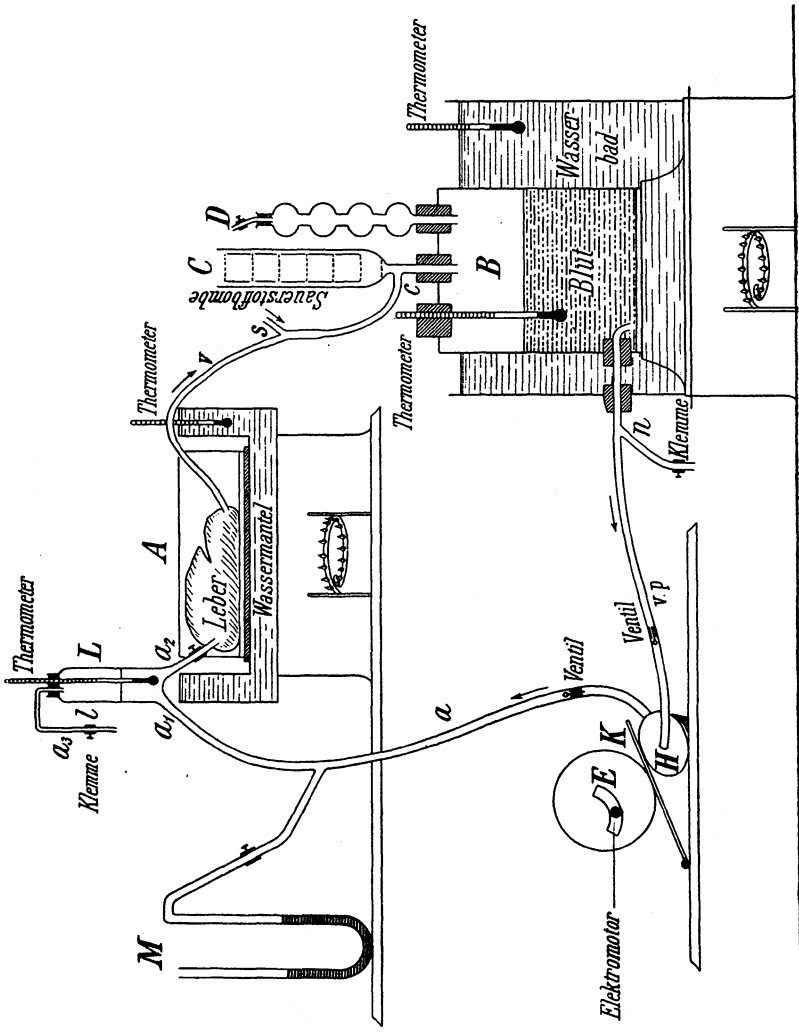 Thermometer
D
C
Sauerstoffbombe
c
s
v
Thermometer
Thermometer
B
Blut
Wasser-
bad
n
Klemme
Thermometer
L
l
a3
Klemme
a1
a2
A
Leber
Wassermantel
a
M
Ventil
Ventil
v.p
K
H
E
Elektromotor